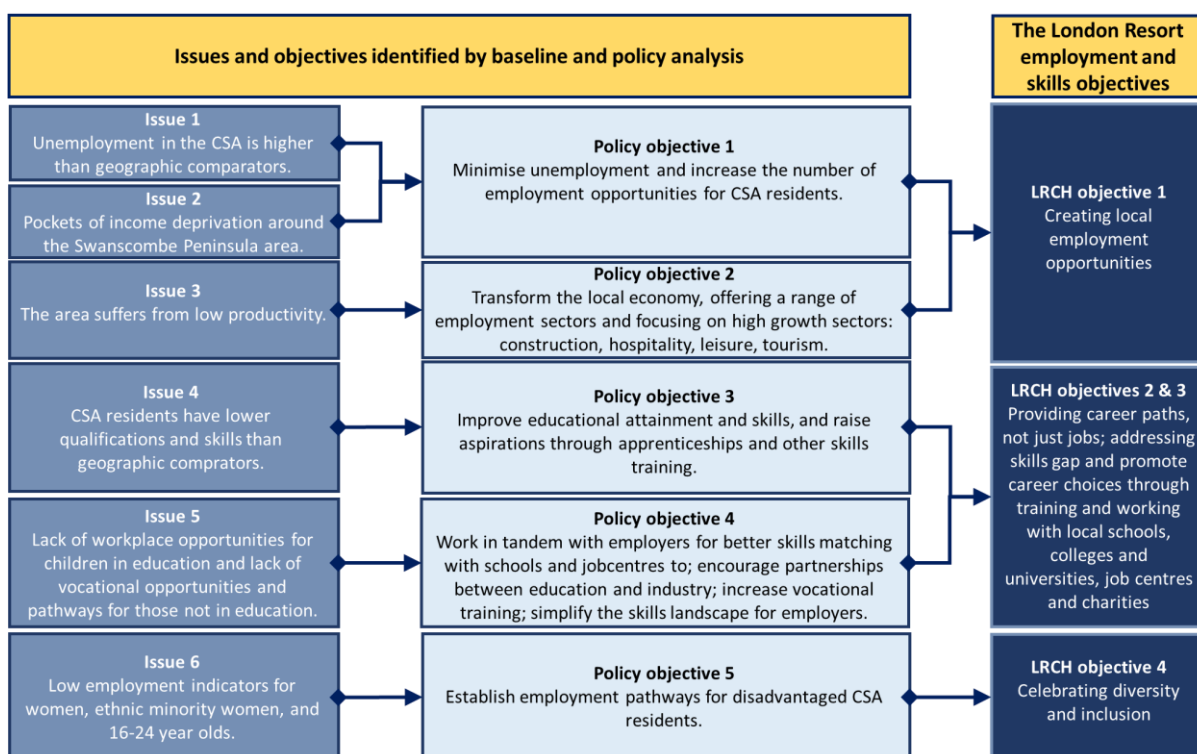 Issues and objectives identified by baseline and policy analysis
The London Resort
employment and
skills objectives
Issue 1
Unemployment in the CSA is higher
than geographic comparators.
Issue 2
Pockets of income deprivation around
the Swanscombe Peninsula area.
Policy objective 1
Minimise unemployment and increase the number of
employment opportunities for CSA residents.
LRCH objective 1
Creating local
employment
opportunities
Issue 3
The area suffers from low productivity.
Policy objective 2
Transform the local economy, offering a range of
employment sectors and focusing on high growth sectors:
construction, hospitality, leisure, tourism.
Issue 4
CSA residents have lower
qualifications and skills than
geographic comprators.
Policy objective 3
Improve educational attainment and skills, and raise
aspirations through apprenticeships and other skills
training.
LRCH objectives 2 & 3
Providing career paths,
not just jobs; addressing
skills gap and promote
career choices through
training and working
with local schools,
colleges and
universities, job centres
and charities
Issue 5
Lack of workplace opportunities for
children in education and lack of
vocational opportunities and
pathways for those not in education.
Policy objective 4
Work in tandem with employers for better skills matching
with schools and jobcentres to; encourage partnerships
between education and industry; increase vocational
training; simplify the skills landscape for employers.
Issue 6
Low employment indicators for
women, ethnic minority women, and
16-24 year olds.
Policy objective 5
Establish employment pathways for disadvantaged CSA
residents.
LRCH objective 4
Celebrating diversity
and inclusion